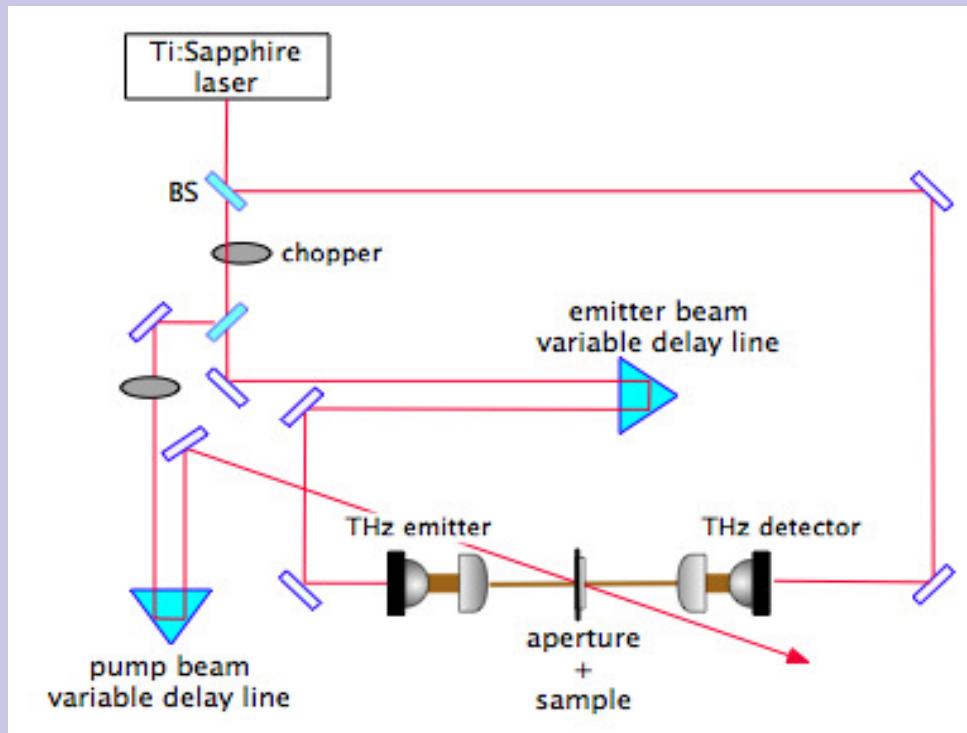 Ti:Sapphire
laser
BS
chopper
emitter beam
variable delay line
THz emitter
THz detector
aperture
+
sample
pump beam
variable delay line